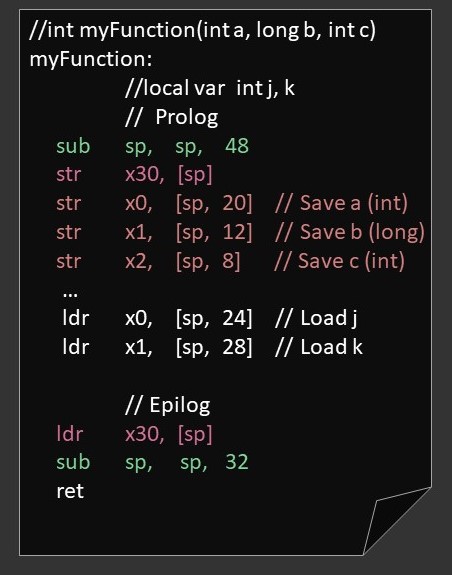 //int myFunction(int a, long b, int c)
myFunction:
//local var int j, k
// Prolog
sub sp, sp, 48
str x30, [sp]
str x0, [sp, 20] // Save a (int)
str x1, [sp, 12] // Save b (long)
str x2, [sp, 8] // Save c (int)
...
ldr x0, [sp, 24] // Load j
ldr x1, [sp, 28] // Load k
// Epilog
ldr x30, [sp]
sub sp, sp, 32
ret